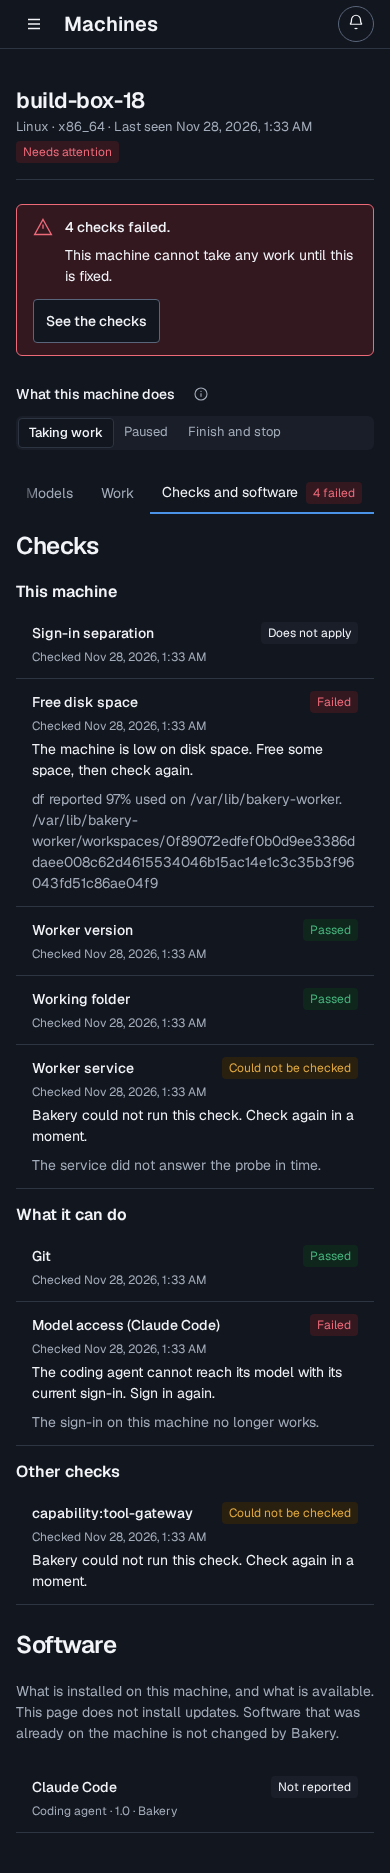 Machines
build-box-18
Linux · x86_64 · Last seen Nov 28, 2026, 1:33 AM
Needs attention
4 checks failed.
This machine cannot take any work until this
is fixed.
See the checks
What this machine does
Taking work Paused Finish and stop
Models Work Checks and software 4 failed
Checks
This machine
Sign-in separation Does not apply
Checked Nov 28, 2026, 1:33 AM
Free disk space Failed
Checked Nov 28, 2026, 1:33 AM
The machine is low on disk space. Free some
space, then check again.
df reported 97% used on /var/lib/bakery-worker.
/var/lib/bakery-
worker/workspaces/0f89072edfef0b0d9ee3386d
daee008c62d4615534046b15ac14e1c3c35b3f96
043fd51c86ae04f9
Worker version Passed
Checked Nov 28, 2026, 1:33 AM
Working folder Passed
Checked Nov 28, 2026, 1:33 AM
Worker service Could not be checked
Checked Nov 28, 2026, 1:33 AM
Bakery could not run this check. Check again in a
moment.
The service did not answer the probe in time.
What it can do
Git Passed
Checked Nov 28, 2026, 1:33 AM
Model access (Claude Code) Failed
Checked Nov 28, 2026, 1:33 AM
The coding agent cannot reach its model with its
current sign-in. Sign in again.
The sign-in on this machine no longer works.
Other checks
capability:tool-gateway Could not be checked
Checked Nov 28, 2026, 1:33 AM
Bakery could not run this check. Check again in a
moment.
Software
What is installed on this machine, and what is available.
This page does not install updates. Software that was
already on the machine is not changed by Bakery.
Claude Code Not reported
Coding agent · 1.0 · Bakery